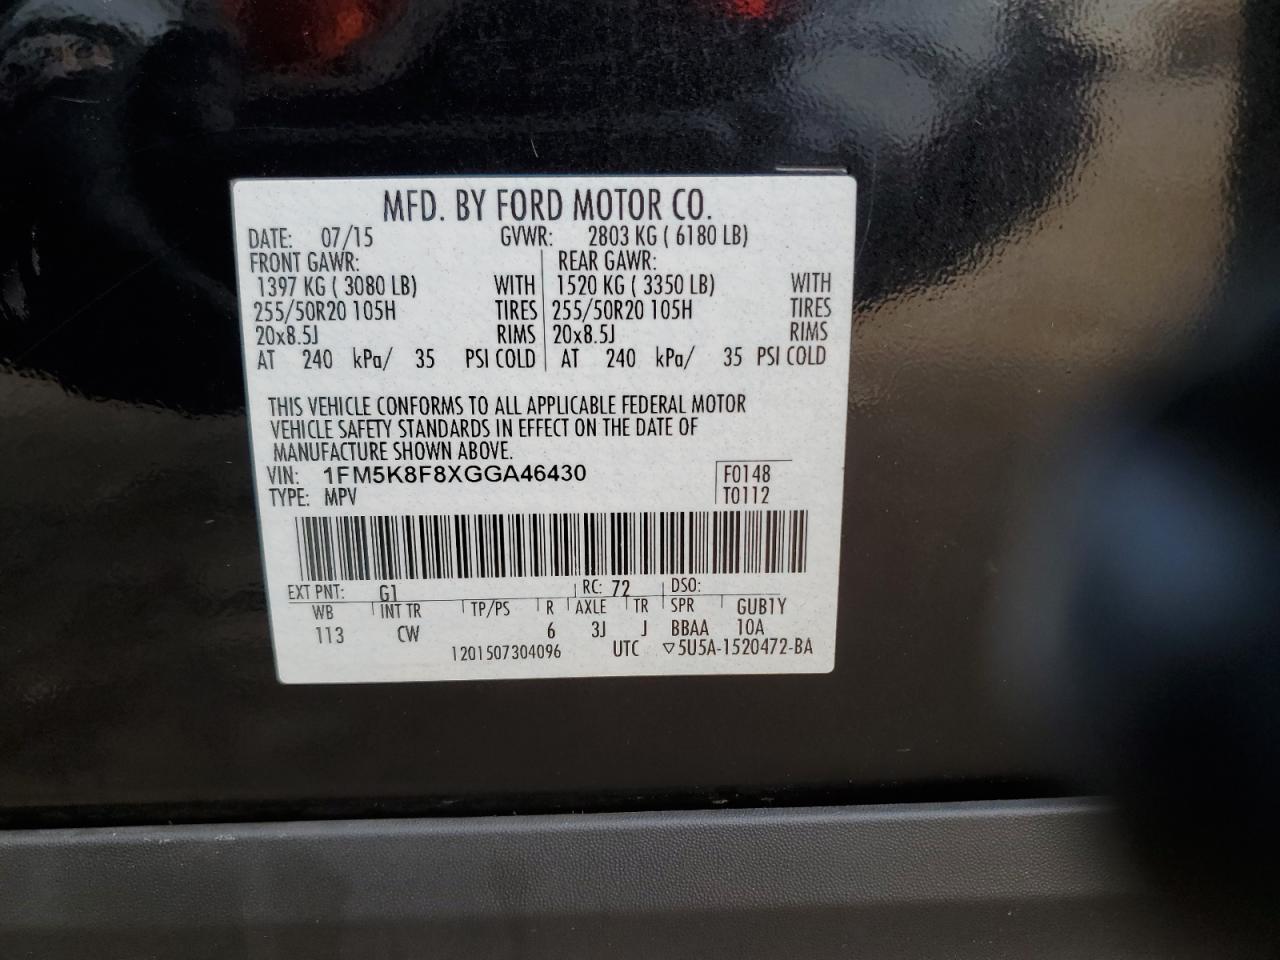 MFD. BY FORD MOTOR CO.
DATE: 07/15 GVWR: 2803 KG ( 6180 LB)
FRONT GAWR: REAR GAWR:
1397 KG ( 3080 LB) WITH 1520 KG ( 3350 LB) WITH
255/50R20 105H TIRES 255/50R20 105H TIRES
20x8.5J RIMS 20x8.5J RIMS
AT 240 kPa/ 35 PSI COLD AT 240 kPa/ 35 PSI COLD
THIS VEHICLE CONFORMS TO ALL APPLICABLE FEDERAL MOTOR
VEHICLE SAFETY STANDARDS IN EFFECT ON THE DATE OF
MANUFACTURE SHOWN ABOVE.
VIN: 1FM5K8F8XGGA46430 F0148
TYPE: MPV T0112
EXT PNT: G1 RC: 72 DSO:
WB INT TR TP/PS R AXLE TR SPR GUB1Y
113 CW 6 3J J BBAA 10A
1201507304096 UTC ▽5U5A-1520472-BA